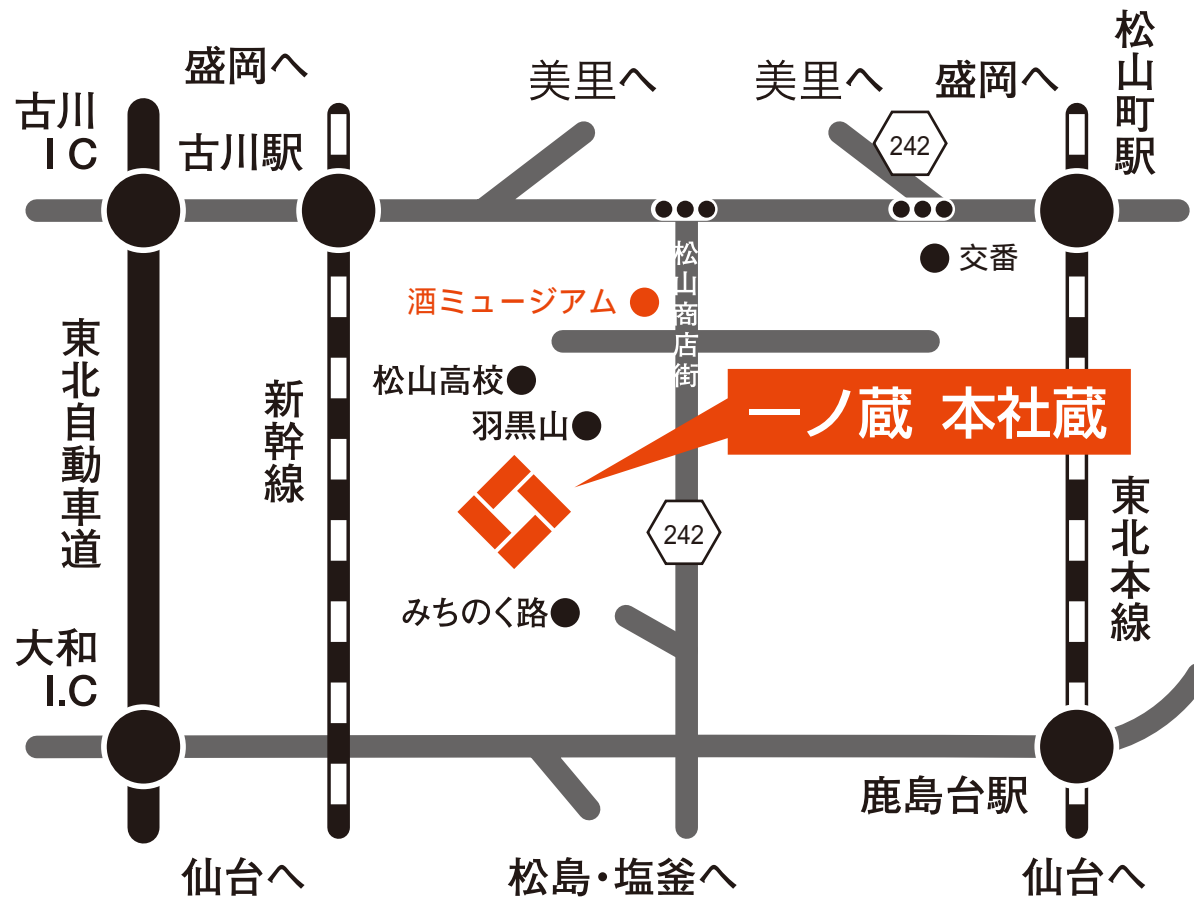 盛岡へ
美里へ
美里へ
盛岡へ
松山町駅
古川
IC
古川駅
242
交番
松山商店街
酒ミュージアム
東北自動車道
新幹線
松山高校
羽黒山
一ノ蔵 本社蔵
242
東北本線
みちのく路
大和
I.C
鹿島台駅
仙台へ
松島・塩釜へ
仙台へ